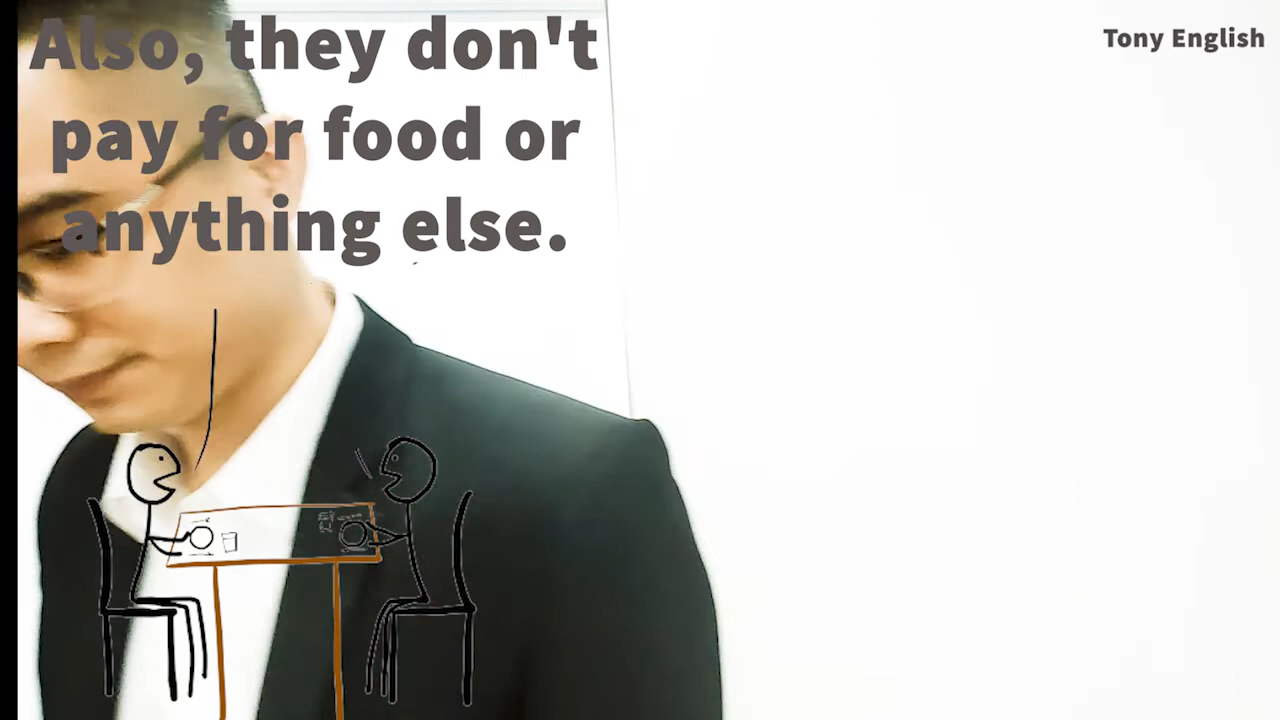 Also, they don't
pay for food or
anything else.
Tony English